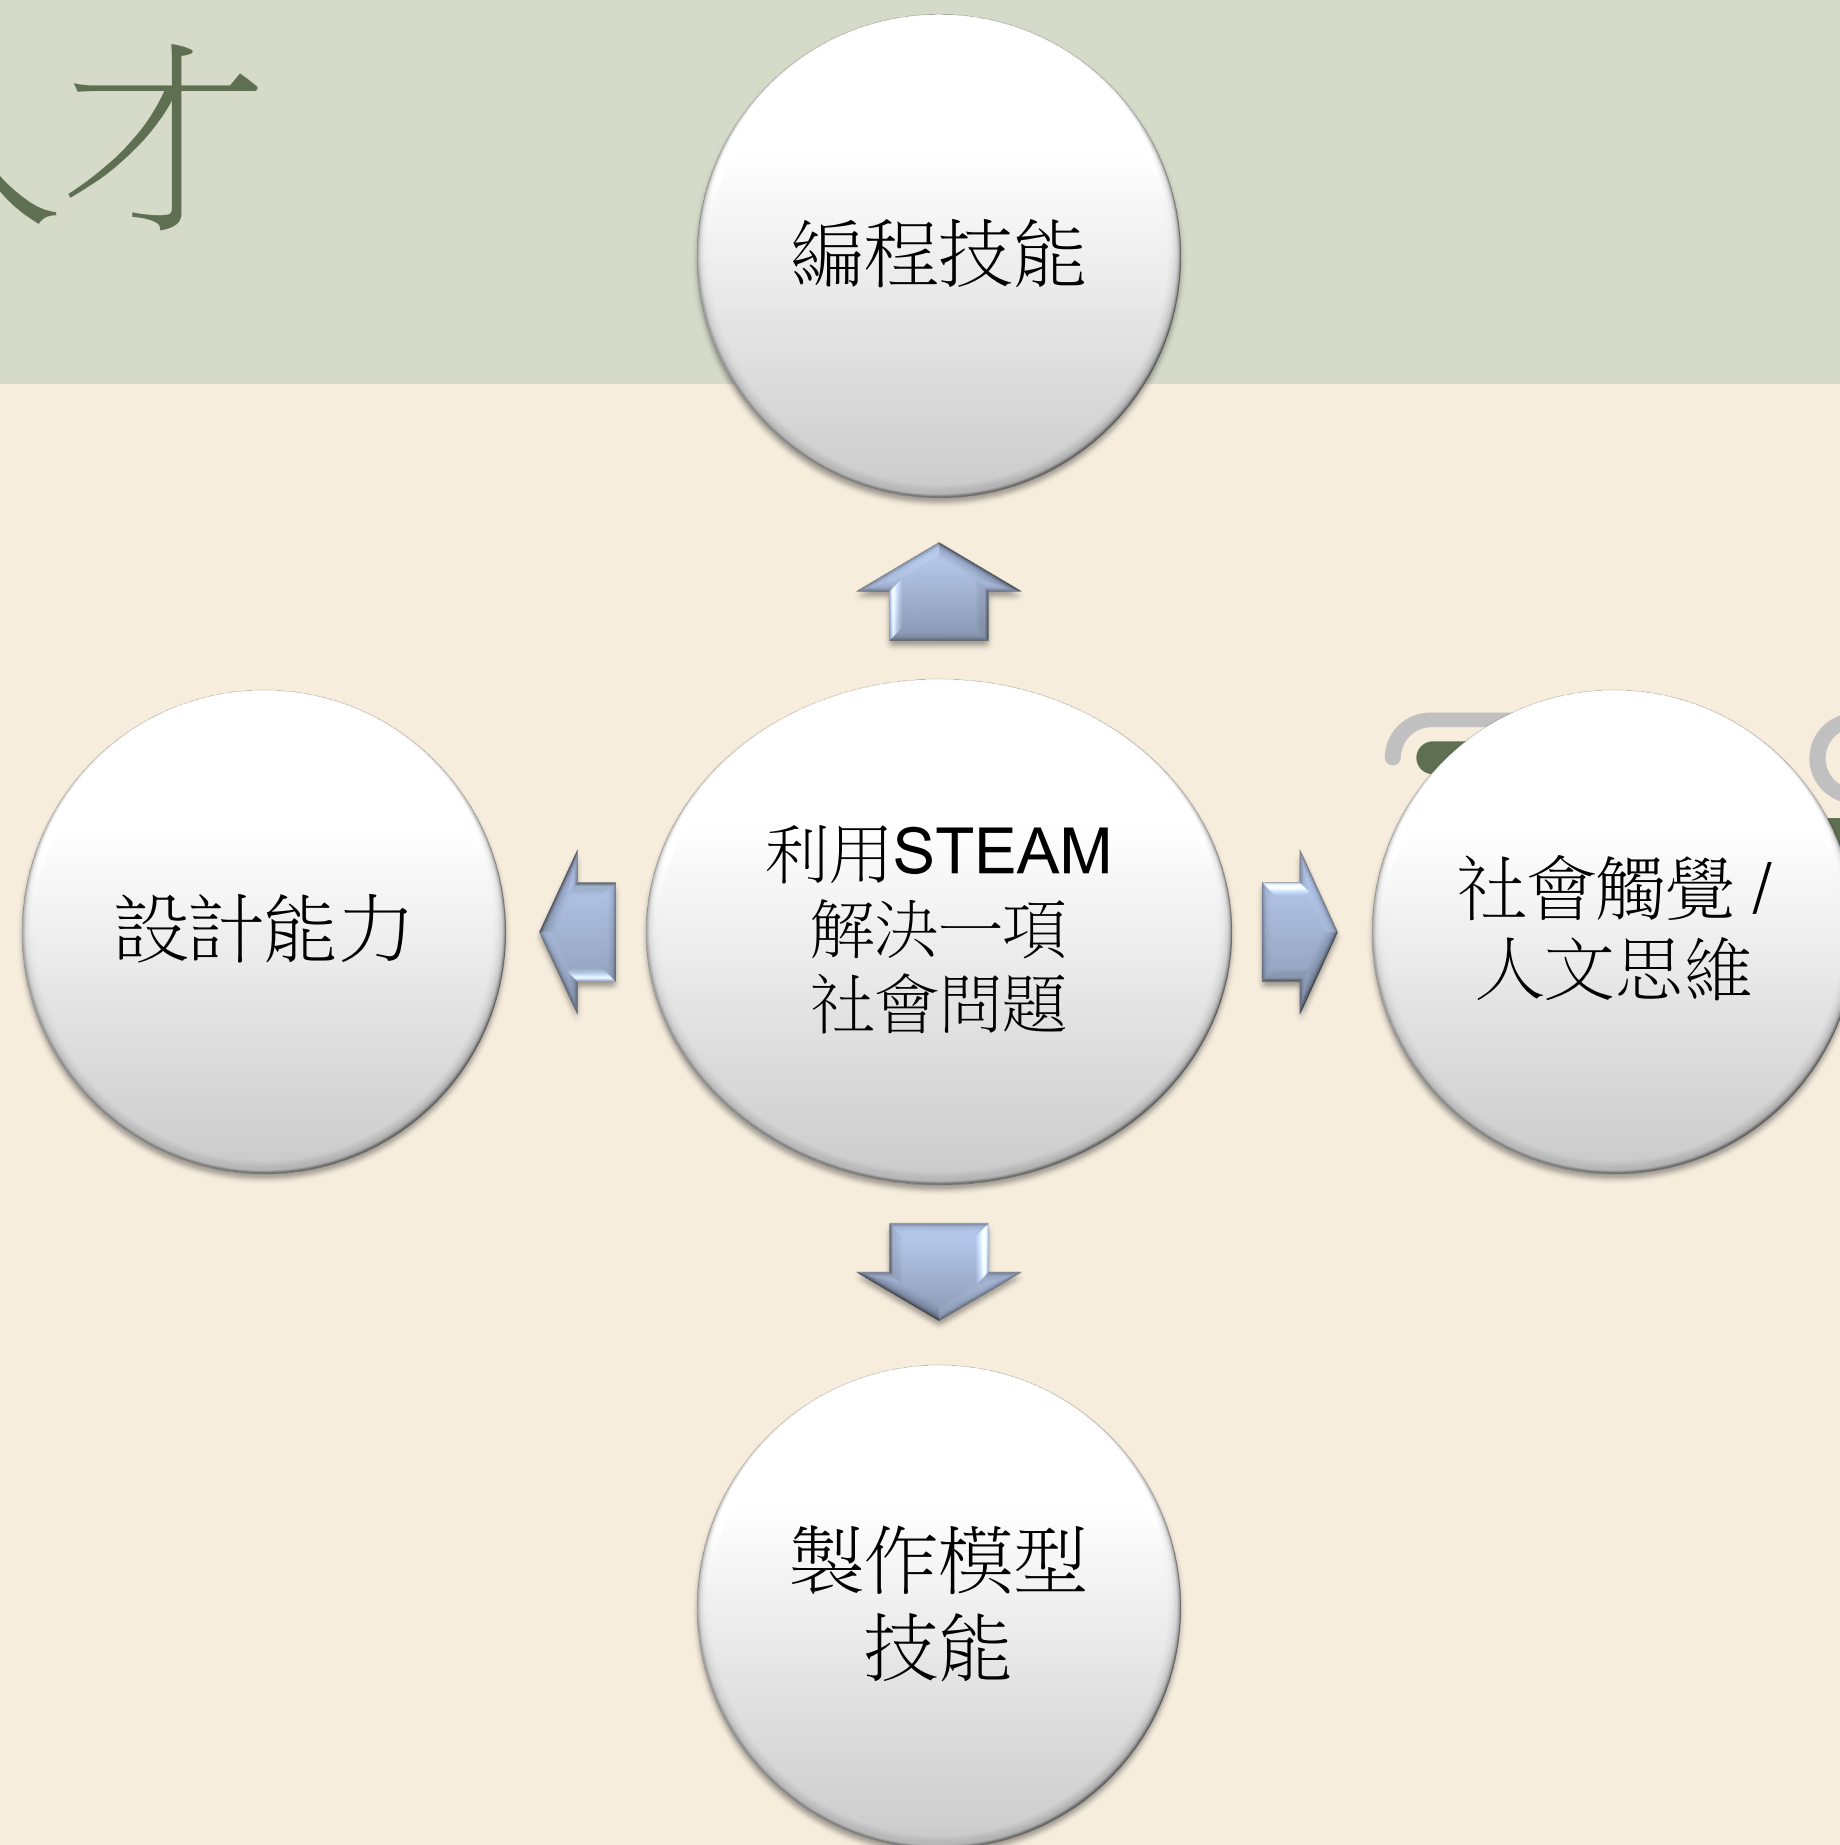 才
編程技能
設計能力
利用STEAM
解決一項
社會問題
社會觸覺 /
人文思維
製作模型
技能